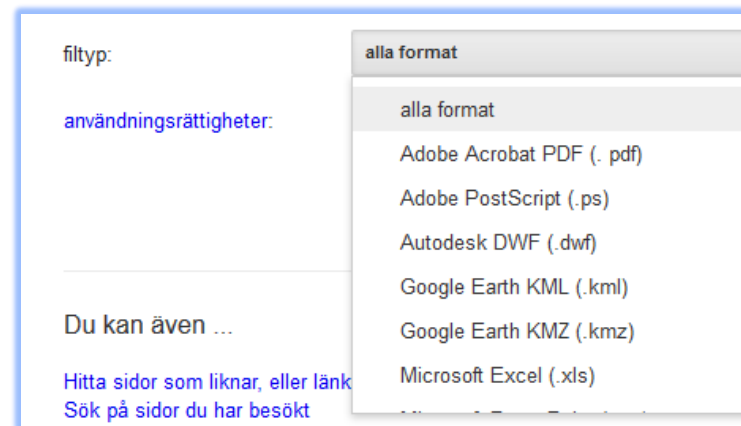 filtyp:
alla format
användningsrättigheter:
alla format
Adobe Acrobat PDF (. pdf)
Adobe PostScript (.ps)
Autodesk DWF (.dwf)
Google Earth KML (.kml)
Google Earth KMZ (.kmz)
Microsoft Excel (.xls)
Du kan även ...
Hitta sidor som liknar, eller länk
Sök på sidor du har besökt